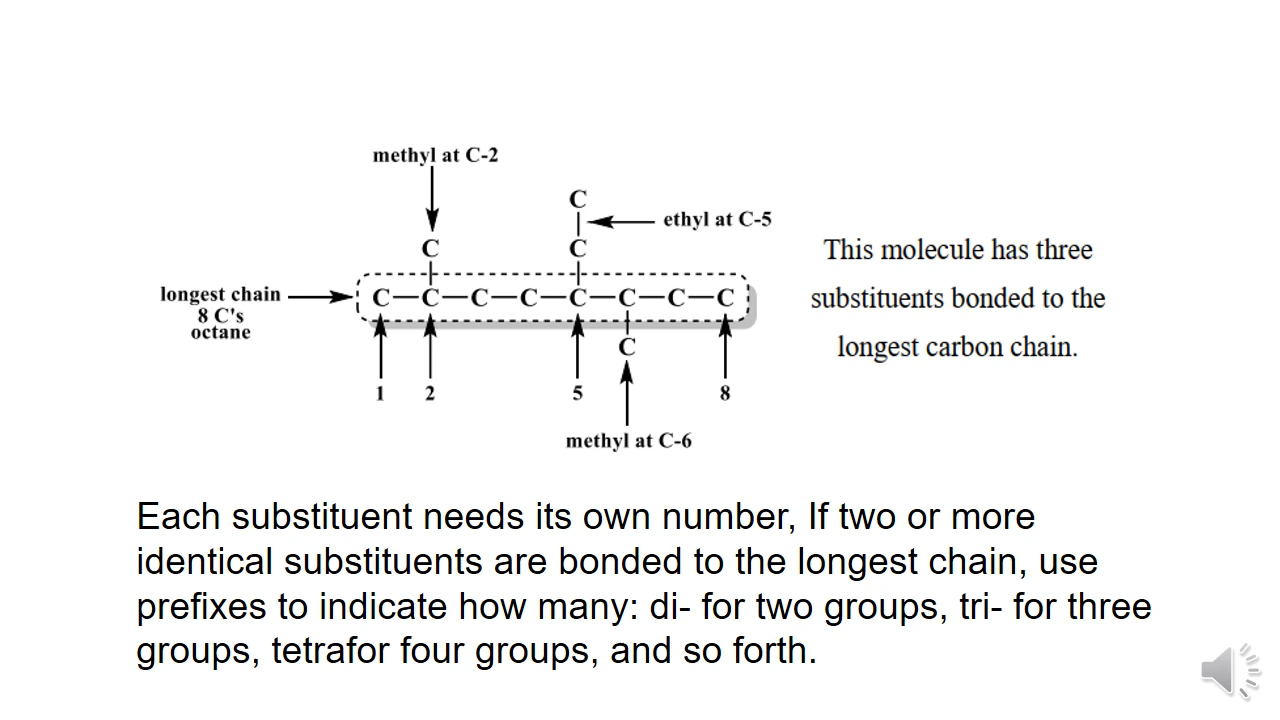 methyl at C-2
C
ethyl at C-5
C
C
This molecule has three
longest chain
8 C's
octane
C—C—C—C—C—C—C—C
substituents bonded to the
C
longest carbon chain.
1 2 5 8
methyl at C-6
Each substituent needs its own number, If two or more
identical substituents are bonded to the longest chain, use
prefixes to indicate how many: di- for two groups, tri- for three
groups, tetrafor four groups, and so forth.